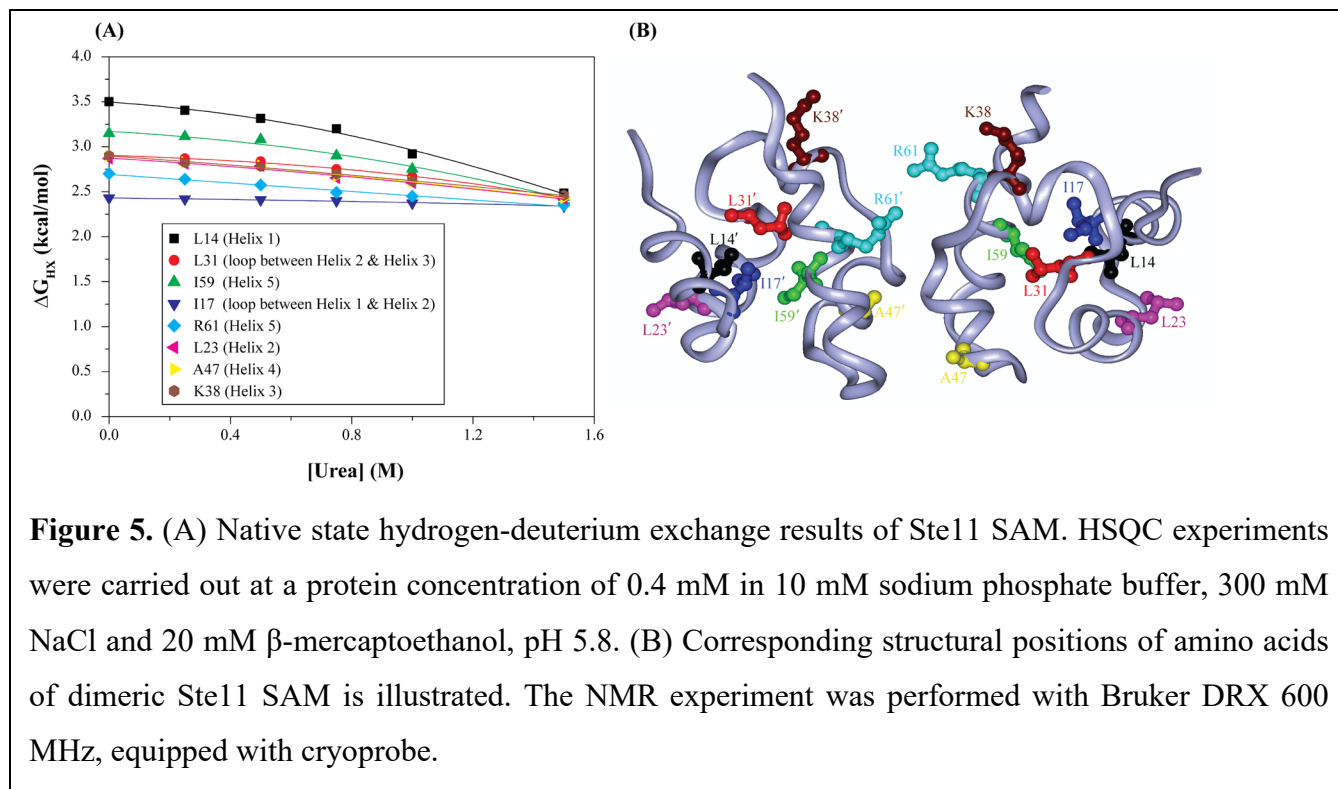 (A)
4.0
3.5
3.0
2.5
2.0
1.5
1.0
0.5
0.0
ΔG_HX (kcal/mol)
L14 (Helix 1)
L31 (loop between Helix 2 & Helix 3)
I59 (Helix 5)
I17 (loop between Helix 1 & Helix 2)
R61 (Helix 5)
L23 (Helix 2)
A47 (Helix 4)
K38 (Helix 3)
0.0 0.4 0.8 1.2 1.6
[Urea] (M)
(B)
K38′
L31′
R61′
L14′
I17′
L23′
I59′
A47′
K38
R61
I17
I59
L14
L31
L23
A47
Figure 5. (A) Native state hydrogen-deuterium exchange results of Ste11 SAM. HSQC experiments
were carried out at a protein concentration of 0.4 mM in 10 mM sodium phosphate buffer, 300 mM
NaCl and 20 mM β-mercaptoethanol, pH 5.8. (B) Corresponding structural positions of amino acids
of dimeric Ste11 SAM is illustrated. The NMR experiment was performed with Bruker DRX 600
MHz, equipped with cryoprobe.